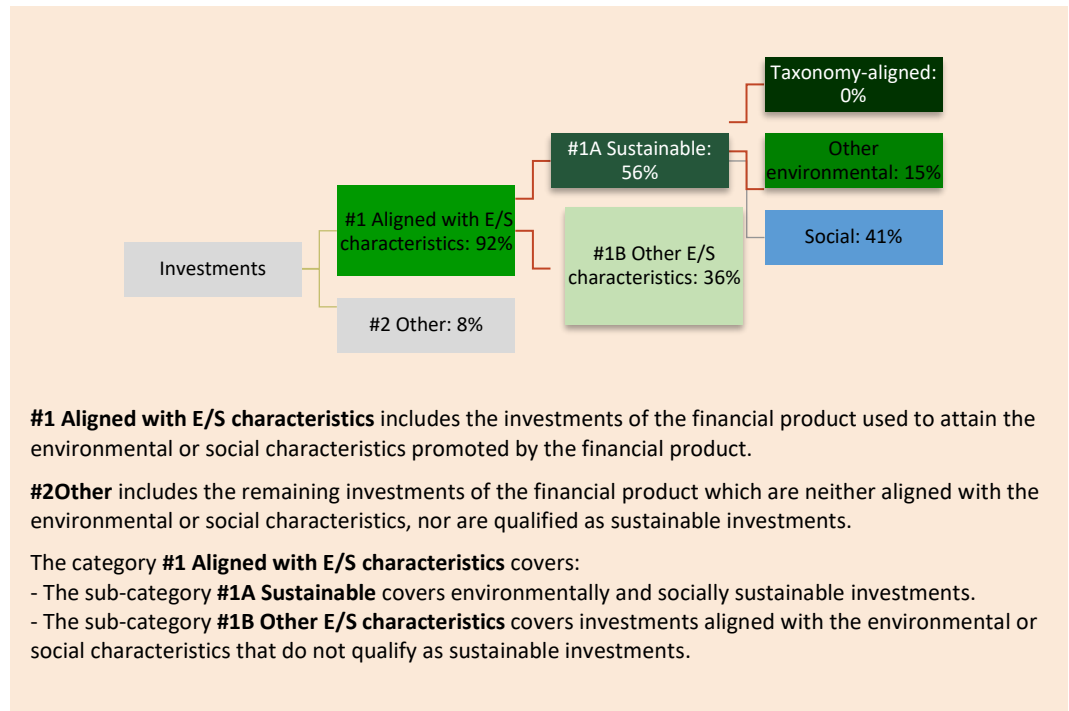 Taxonomy-aligned:
0%
#1A Sustainable:
56%
Other
environmental: 15%
#1 Aligned with E/S
characteristics: 92%
Social: 41%
#1B Other E/S
characteristics: 36%
Investments
#2 Other: 8%
#1 Aligned with E/S characteristics includes the investments of the financial product used to attain the
environmental or social characteristics promoted by the financial product.
#2Other includes the remaining investments of the financial product which are neither aligned with the
environmental or social characteristics, nor are qualified as sustainable investments.
The category #1 Aligned with E/S characteristics covers:
- The sub-category #1A Sustainable covers environmentally and socially sustainable investments.
- The sub-category #1B Other E/S characteristics covers investments aligned with the environmental or
social characteristics that do not qualify as sustainable investments.